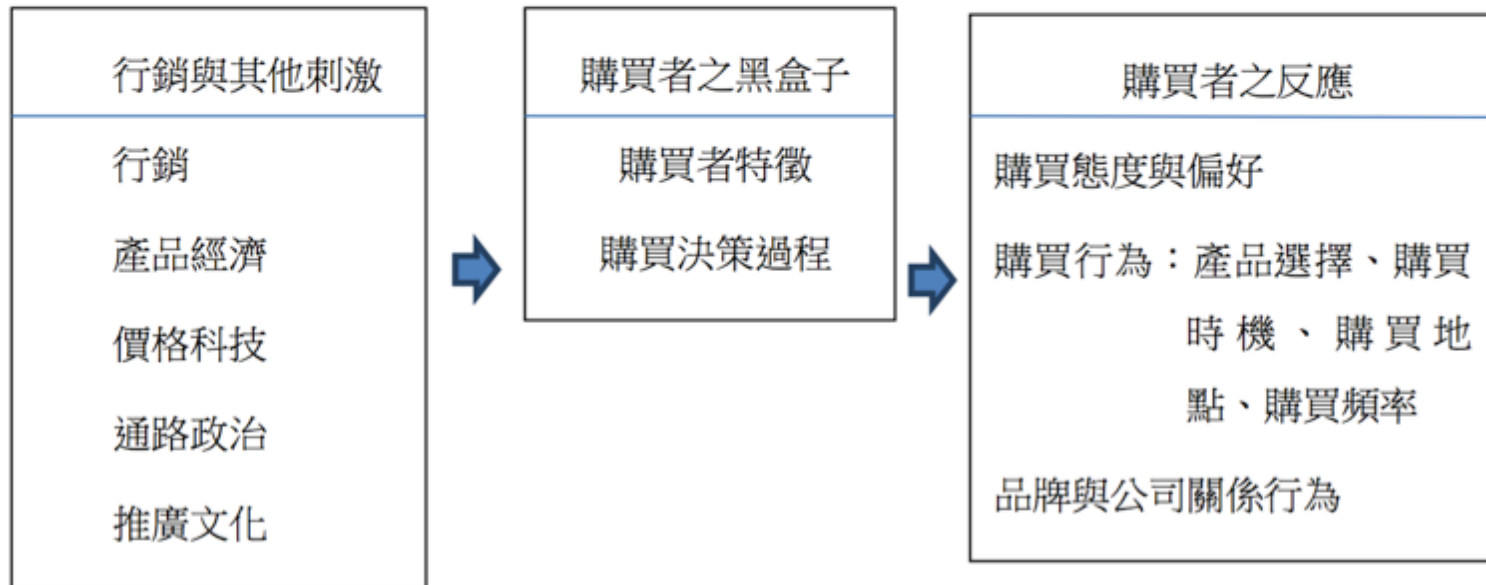 行銷與其他刺激
行銷
產品經濟
價格科技
通路政治
推廣文化
購買者之黑盒子
購買者特徵
購買決策過程
購買者之反應
購買態度與偏好
購買行為：產品選擇、購買
時機、購買地
點、購買頻率
品牌與公司關係行為